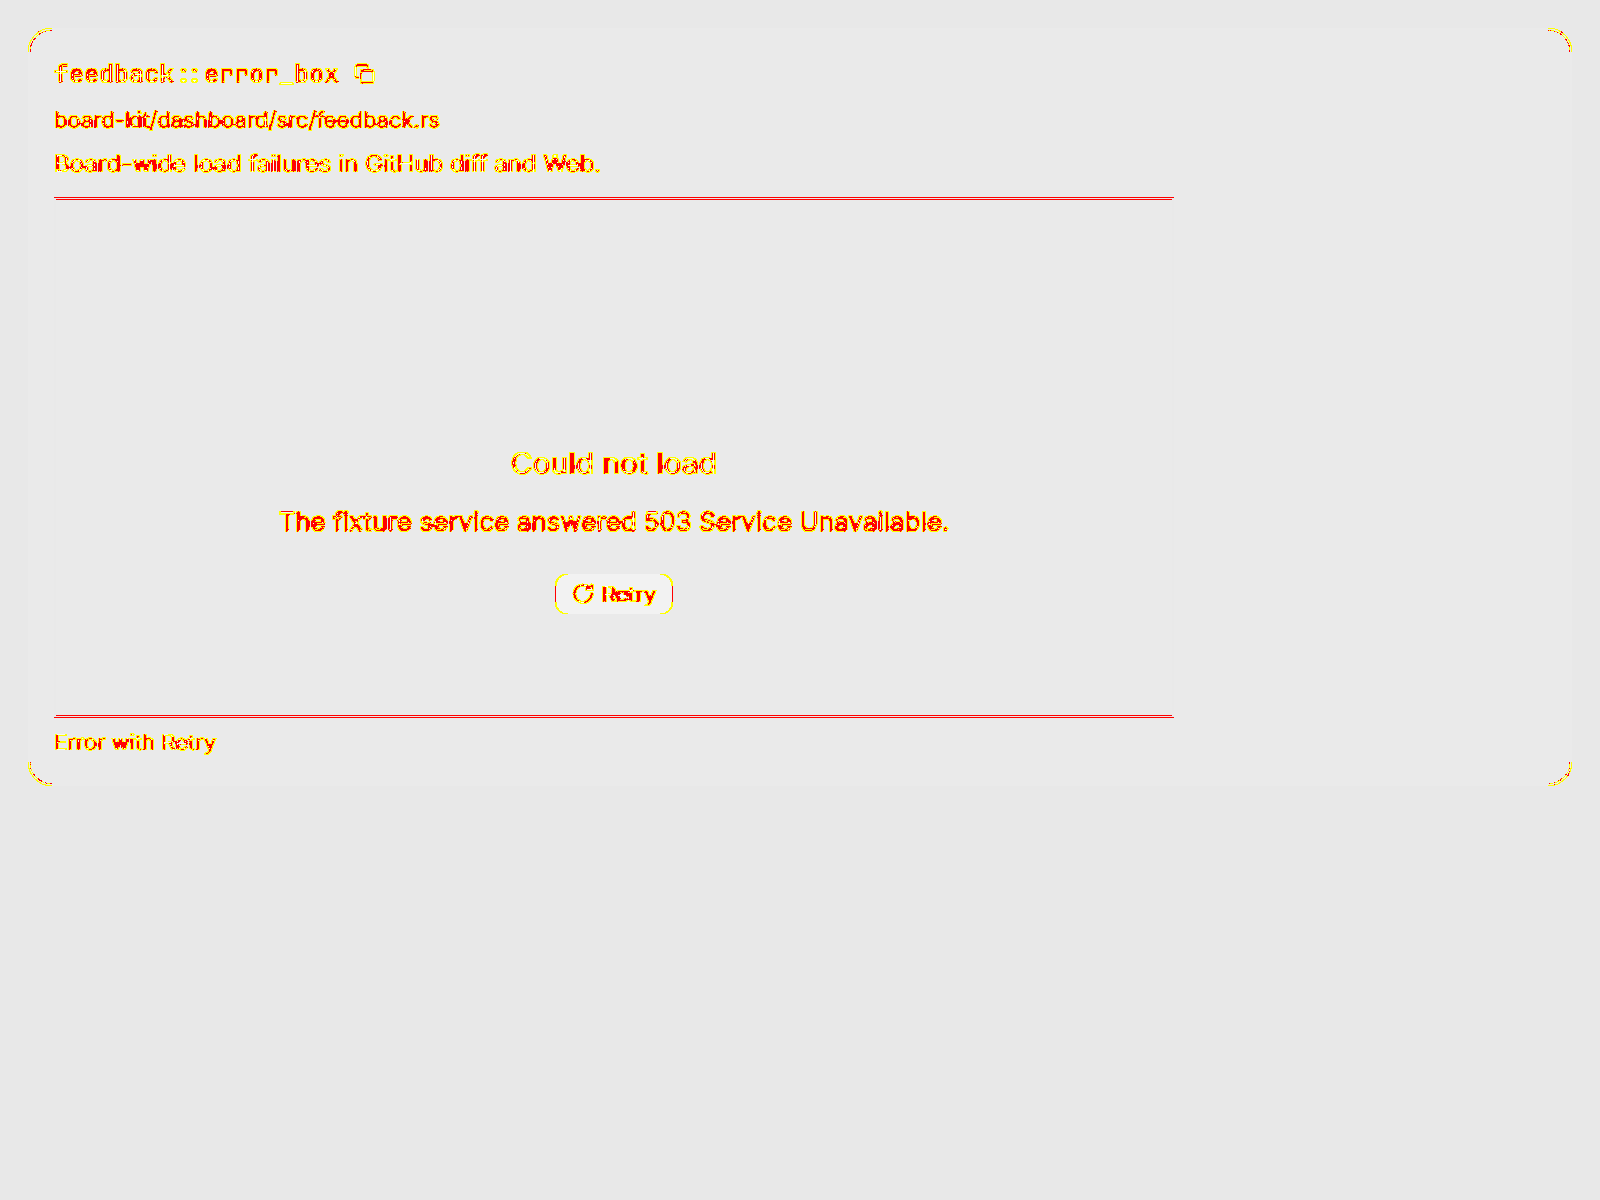 feedback::error_box
board-kit/dashboard/src/feedback.rs
Board-wide load failures in GitHub diff and Web.
Could not load
The fixture service answered 503 Service Unavailable.
Retry
Error with Retry